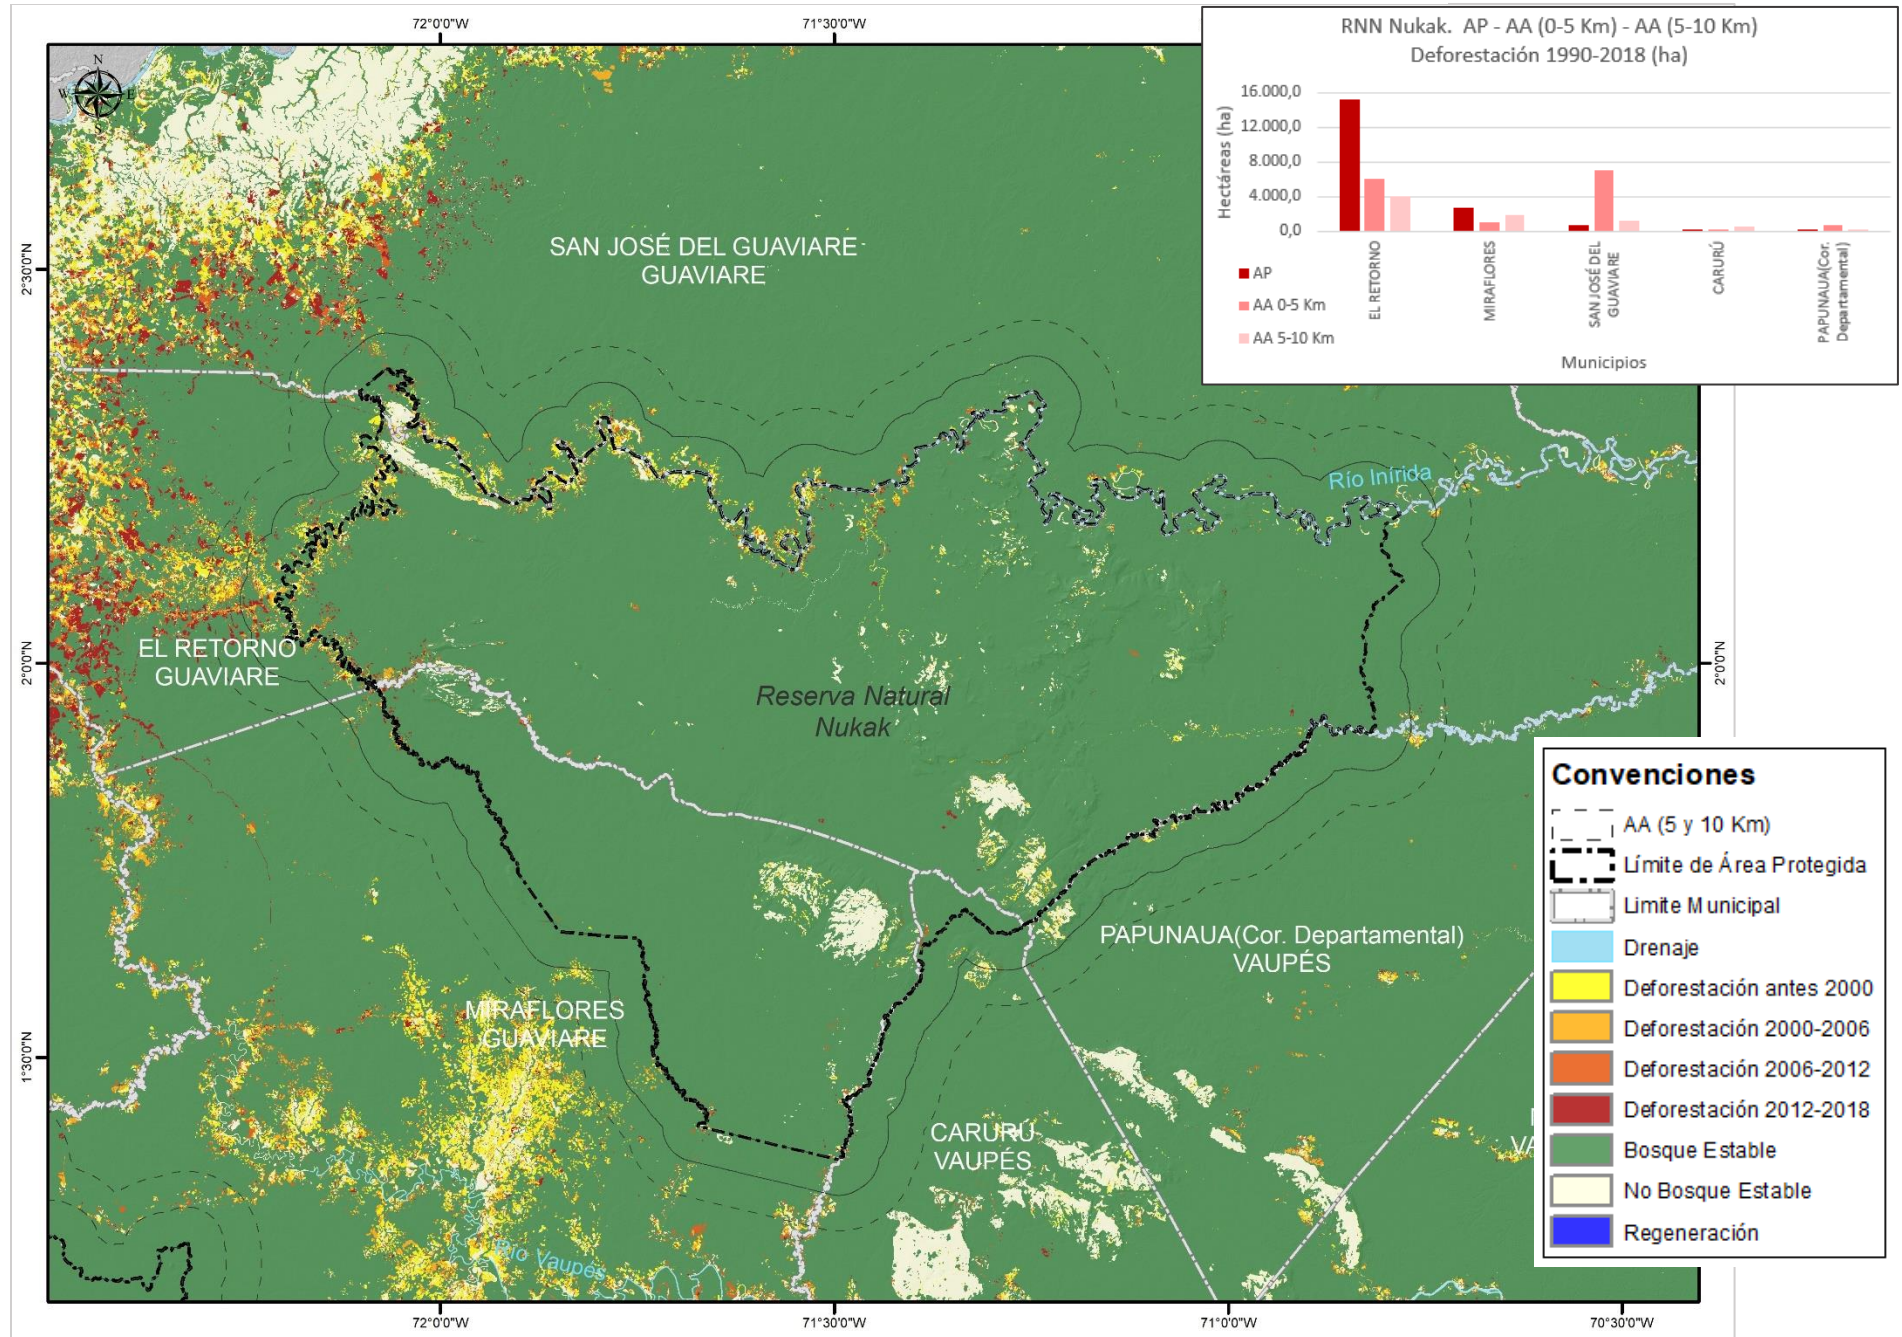 72°0'0"W
71°30'0"W
RNN Nukak.  AP - AA (0-5 Km) - AA (5-10 Km)
Deforestación 1990-2018 (ha)
Hectáreas (ha)
16.000,0
12.000,0
8.000,0
4.000,0
0,0
EL RETORNO
MIRAFLORES
SAN JOSÉ DEL
GUAVIARE
CARURÚ
PAPUNAUA(Cor.
Departamental)
AP
AA 0-5 Km
AA 5-10 Km
Municipios
N
W
E
S
SAN JOSÉ DEL GUAVIARE
GUAVIARE
2°30'0"N
Río Inírida
EL RETORNO
GUAVIARE
2°0'0"N
2°0'0"N
Reserva Natural
Nukak
PAPUNAUA(Cor. Departamental)
VAUPÉS
MIRAFLORES
GUAVIARE
1°30'0"N
CARURÚ
VAUPÉS
VA
Río Vaupés
Convenciones
AA (5 y 10 Km)
Límite de Área Protegida
Limite Municipal
Drenaje
Deforestación antes 2000
Deforestación 2000-2006
Deforestación 2006-2012
Deforestación 2012-2018
Bosque Estable
No Bosque Estable
Regeneración
72°0'0"W
71°30'0"W
71°0'0"W
70°30'0"W